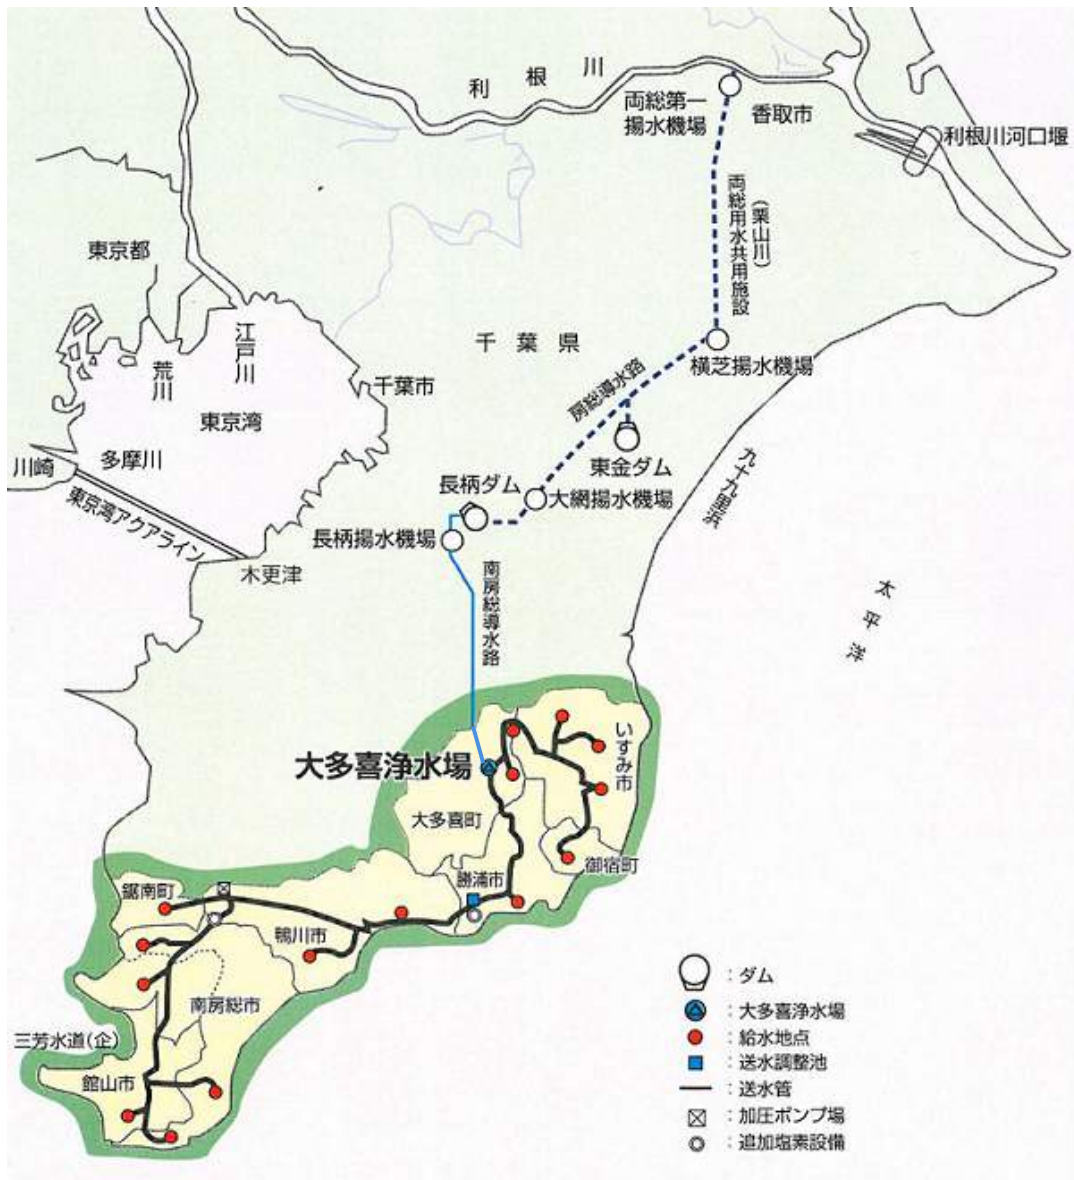 利根川
両総第一
揚水機場
香取市
利根川河口堰
両総用水共用施設
(栗山川)
東京都
江戸川
荒川
千葉県
横芝揚水機場
千葉市
房総導水路
東京湾
東金ダム
川崎
多摩川
九十九里浜
長柄ダム
大網揚水機場
東京湾アクアライン
長柄揚水機場
木更津
南房総導水路
太平洋
いすみ市
大多喜浄水場
大多喜町
御宿町
勝浦市
鋸南町
鴨川市
南房総市
三芳水道(企)
館山市
:ダム
:大多喜浄水場
:給水地点
:送水調整池
:送水管
:加圧ポンプ場
:追加塩素設備